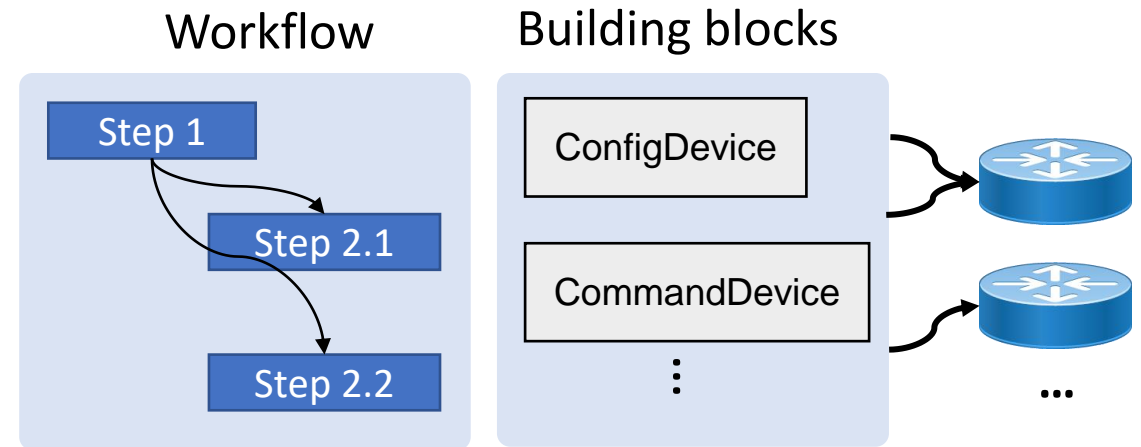 Workflow
Building blocks
Step 1
Step 2.1
Step 2.2
ConfigDevice
CommandDevice
⋮
...